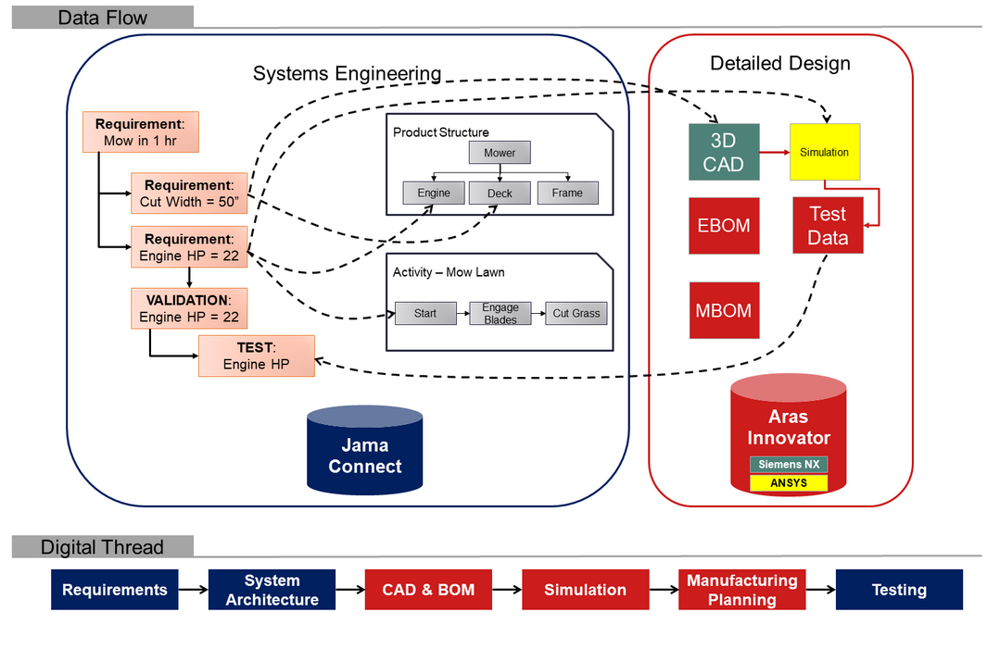 Data Flow
Systems Engineering
Detailed Design
Requirement:
Mow in 1 hr
Requirement:
Cut Width = 50”
Requirement:
Engine HP = 22
VALIDATION:
Engine HP = 22
TEST:
Engine HP
Product Structure
Mower
Engine
Deck
Frame
Activity – Mow Lawn
Start
Engage
Blades
Cut Grass
Jama
Connect
3D
CAD
Simulation
EBOM
Test
Data
MBOM
Aras
Innovator
Siemens NX
ANSYS
Digital Thread
Requirements
System
Architecture
CAD & BOM
Simulation
Manufacturing
Planning
Testing